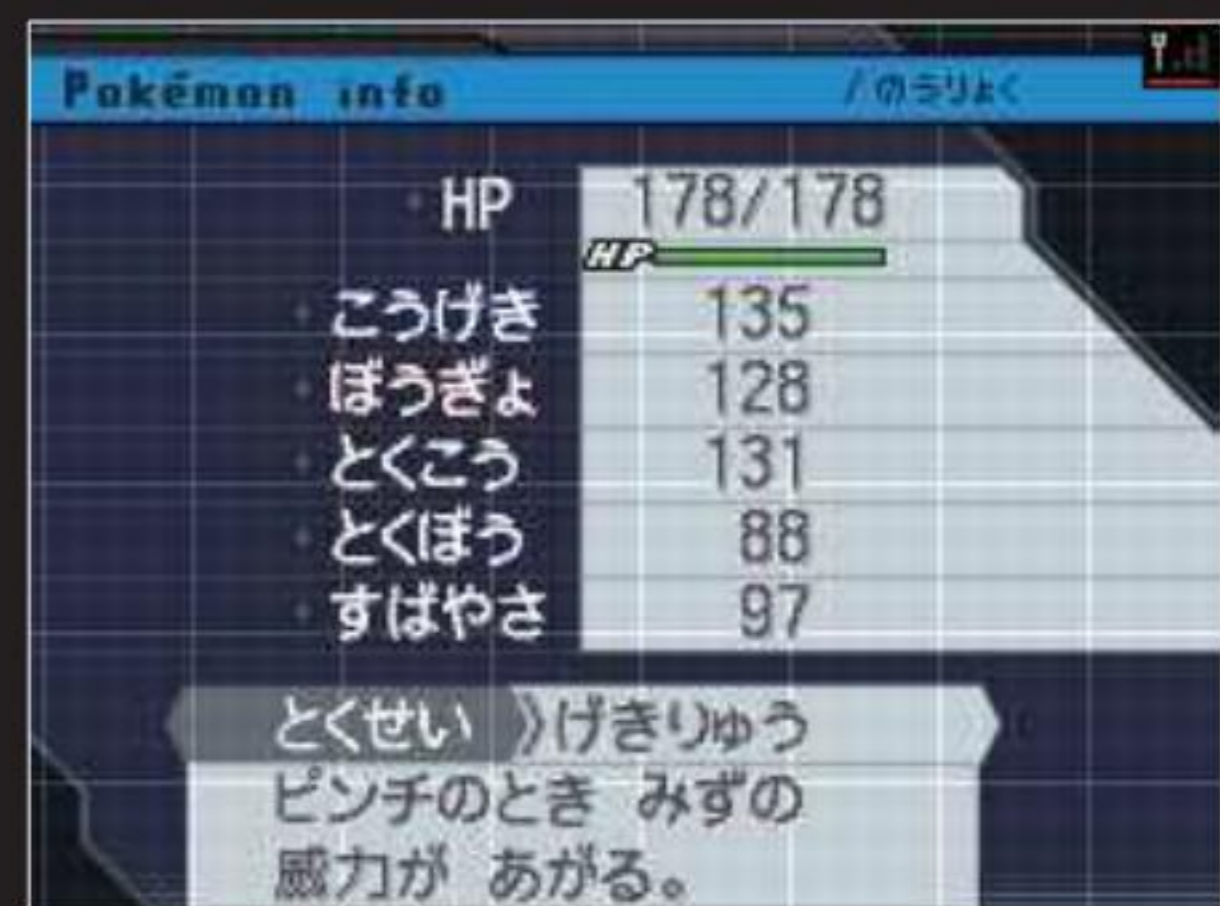 Pokémon info /のうりょく
HP 178/178
HP
こうげき 135
ぼうぎょ 128
とくこう 131
とくぼう 88
すばやさ 97
とくせい 》げきりゅう
ピンチのとき みずの
威力が あがる。